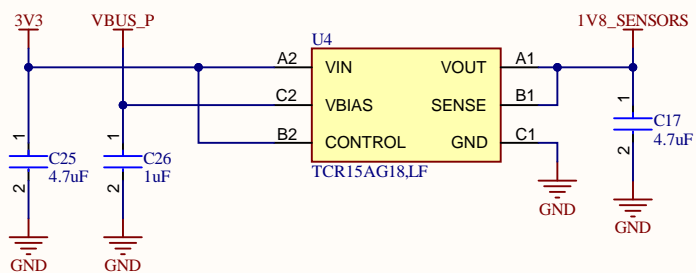 3V3
VBUS_P
1V8_SENSORS
U4
A2
VIN
VOUT
A1
C2
VBIAS
SENSE
B1
B2
CONTROL
GND
C1
TCR15AG18,LF
1
C25
4.7uF
2
1
C26
1uF
2
1
C17
4.7uF
2
GND
GND
GND
GND